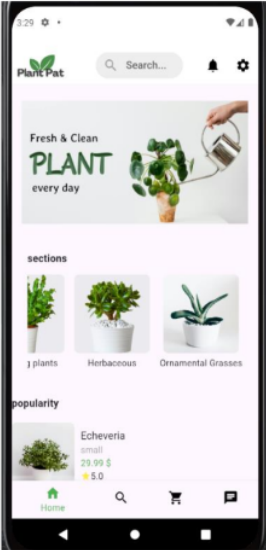 3:29
Plant Pat
Search...
Fresh & Clean
PLANT
every day
sections
g plants
Herbaceous
Ornamental Grasses
popularity
Echeveria
small
29.99 $
5.0
Home